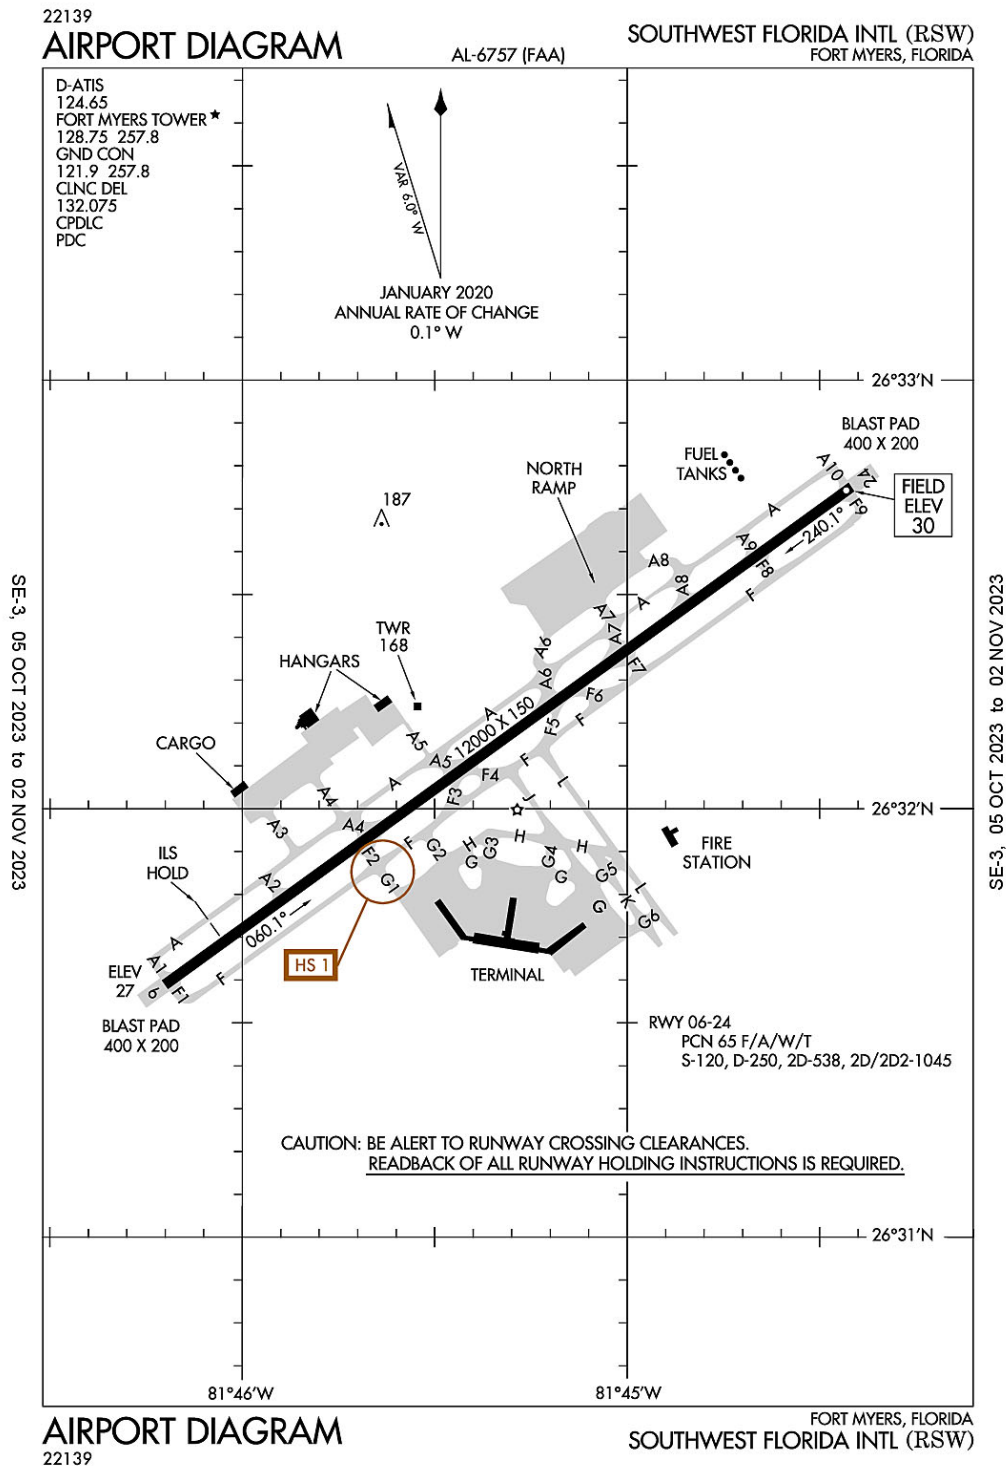 22139
AIRPORT DIAGRAM
AL-6757 (FAA)
SOUTHWEST FLORIDA INTL (RSW)
FORT MYERS, FLORIDA
D-ATIS
124.65
FORT MYERS TOWER ★
128.75 257.8
GND CON
121.9 257.8
CLNC DEL
132.075
CPDLC
PDC
VAR 6.0° W
JANUARY 2020
ANNUAL RATE OF CHANGE
0.1° W
26°33'N
BLAST PAD
400 X 200
FUEL
TANKS
NORTH
RAMP
A10
24
FIELD
ELEV
30
F9
187
A
A9
240.1°
F8
A8
A8
F
A
A7
A7
F7
TWR
168
HANGARS
A6
A6
F6
F
A
12000 X 150
F5
A5
A5
CARGO
F4
F
L
F3
J
A
A4
A4
26°32'N
A3
F2
F
G2
H
G
G3
H
G4
G
H
G5
FIRE
STATION
ILS
HOLD
A2
G1
L
K
G
G6
A
060.1°
HS 1
TERMINAL
A1
ELEV
27
6
F1
F
BLAST PAD
400 X 200
RWY 06-24
PCN 65 F/A/W/T
S-120, D-250, 2D-538, 2D/2D2-1045
CAUTION: BE ALERT TO RUNWAY CROSSING CLEARANCES.
READBACK OF ALL RUNWAY HOLDING INSTRUCTIONS IS REQUIRED.
26°31'N
81°46'W
81°45'W
SE-3, 05 OCT 2023 to 02 NOV 2023
SE-3, 05 OCT 2023 to 02 NOV 2023
AIRPORT DIAGRAM
22139
FORT MYERS, FLORIDA
SOUTHWEST FLORIDA INTL (RSW)